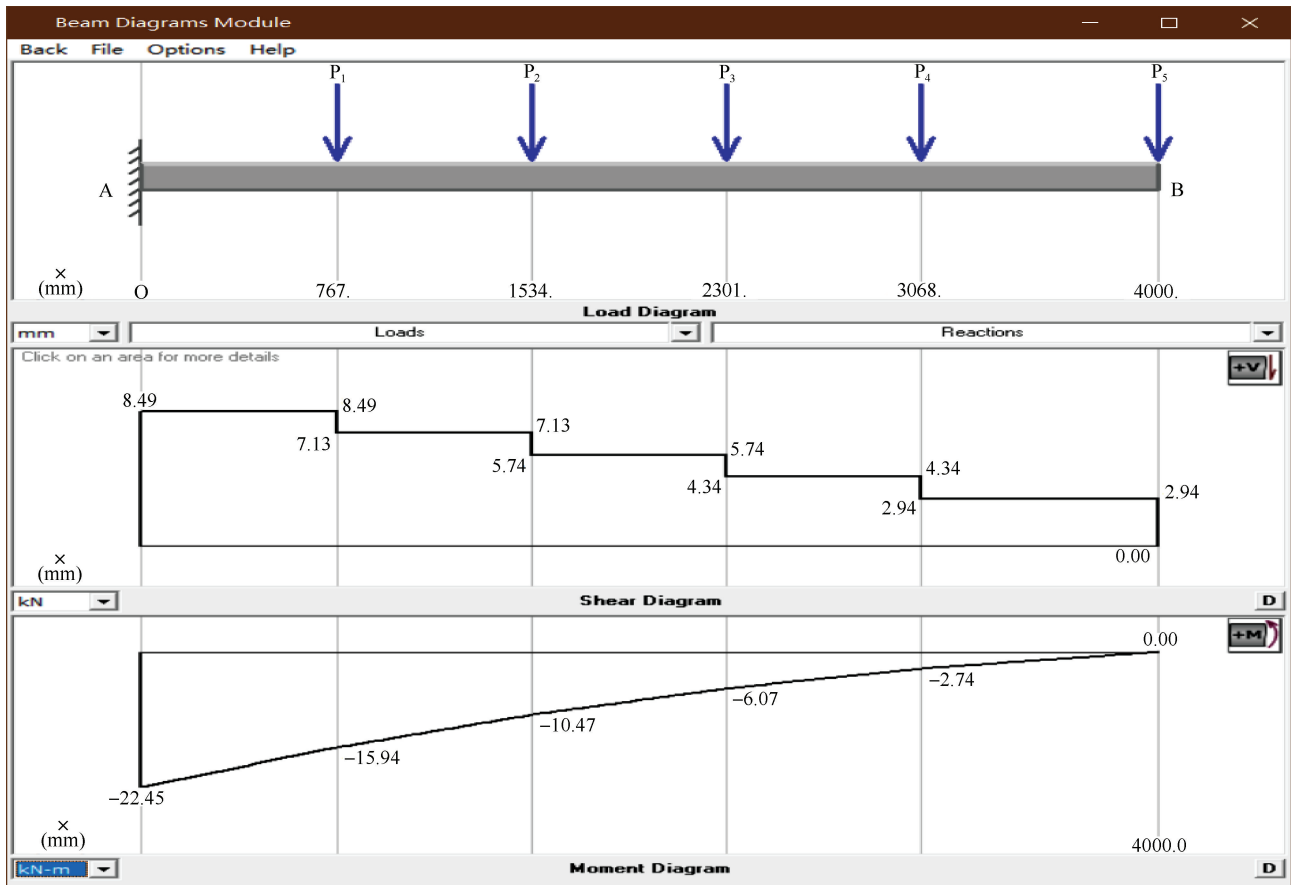 Beam Diagrams Module
Back File Options Help
P1 P2 P3 P4 P5
A B
×
(mm) O 767. 1534. 2301. 3068. 4000.
Load Diagram
mm Loads Reactions
Click on an area for more details
+V
8.49 8.49
7.13 7.13
5.74 5.74
4.34 4.34
2.94 2.94
0.00
×
(mm)
kN Shear Diagram D
+M
0.00
−2.74
−6.07
−10.47
−15.94
−22.45
×
(mm) 4000.0
kN-m Moment Diagram D